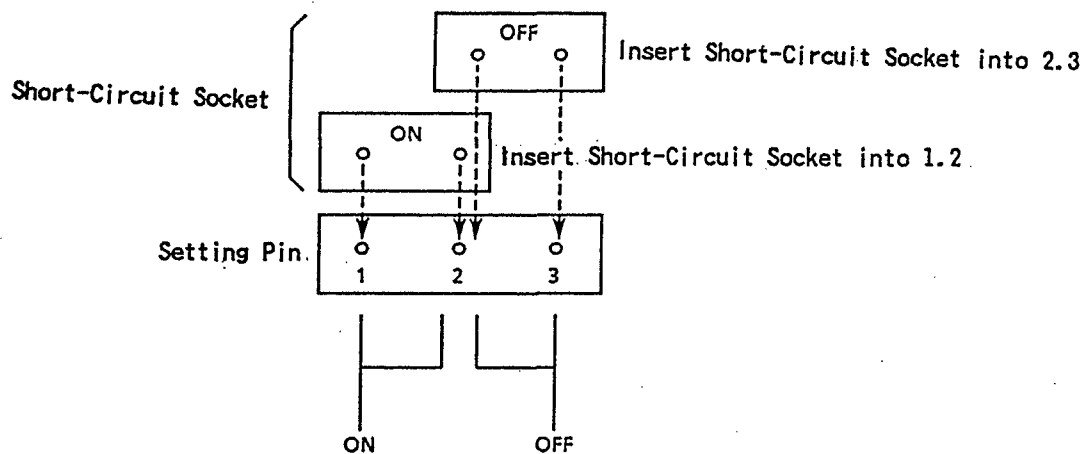 OFF
Insert Short-Circuit Socket into 2.3
Short-Circuit Socket
ON
Insert Short-Circuit Socket into 1.2
Setting Pin
1 2 3
ON OFF